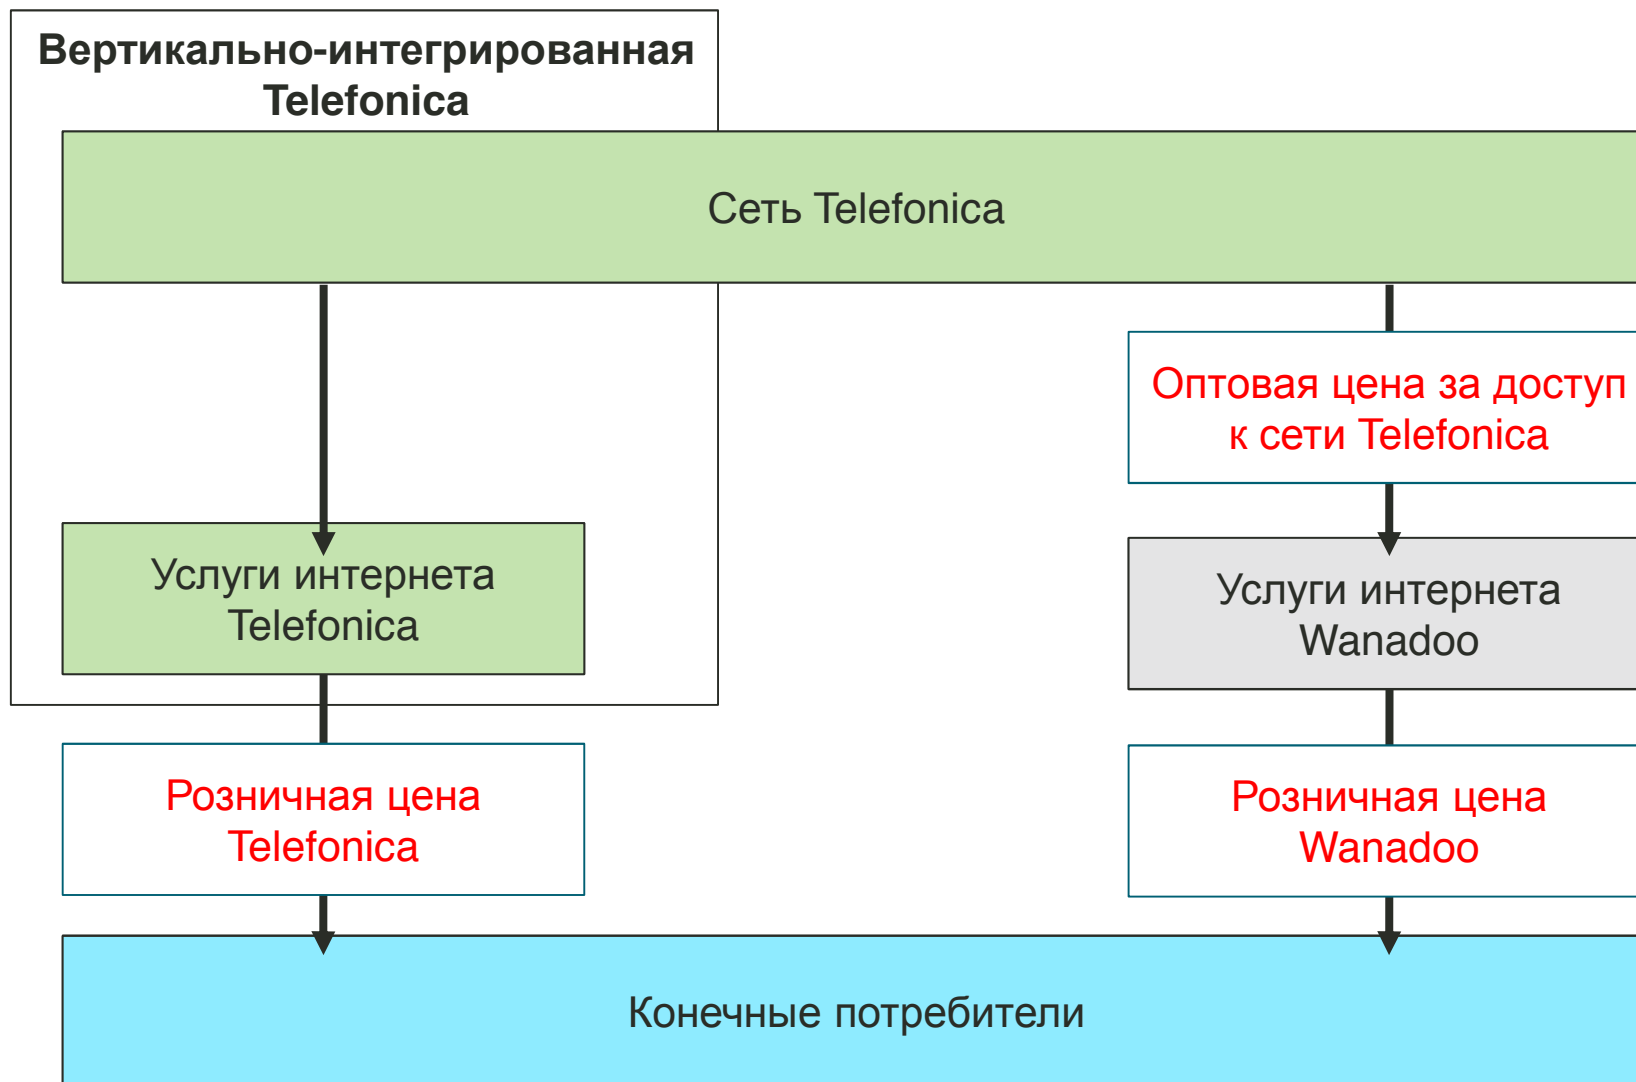 Вертикально-интегрированная
Telefonica
Сеть Telefonica
Оптовая цена за доступ
к сети Telefonica
Услуги интернета
Telefonica
Услуги интернета
Wanadoo
Розничная цена
Telefonica
Розничная цена
Wanadoo
Конечные потребители